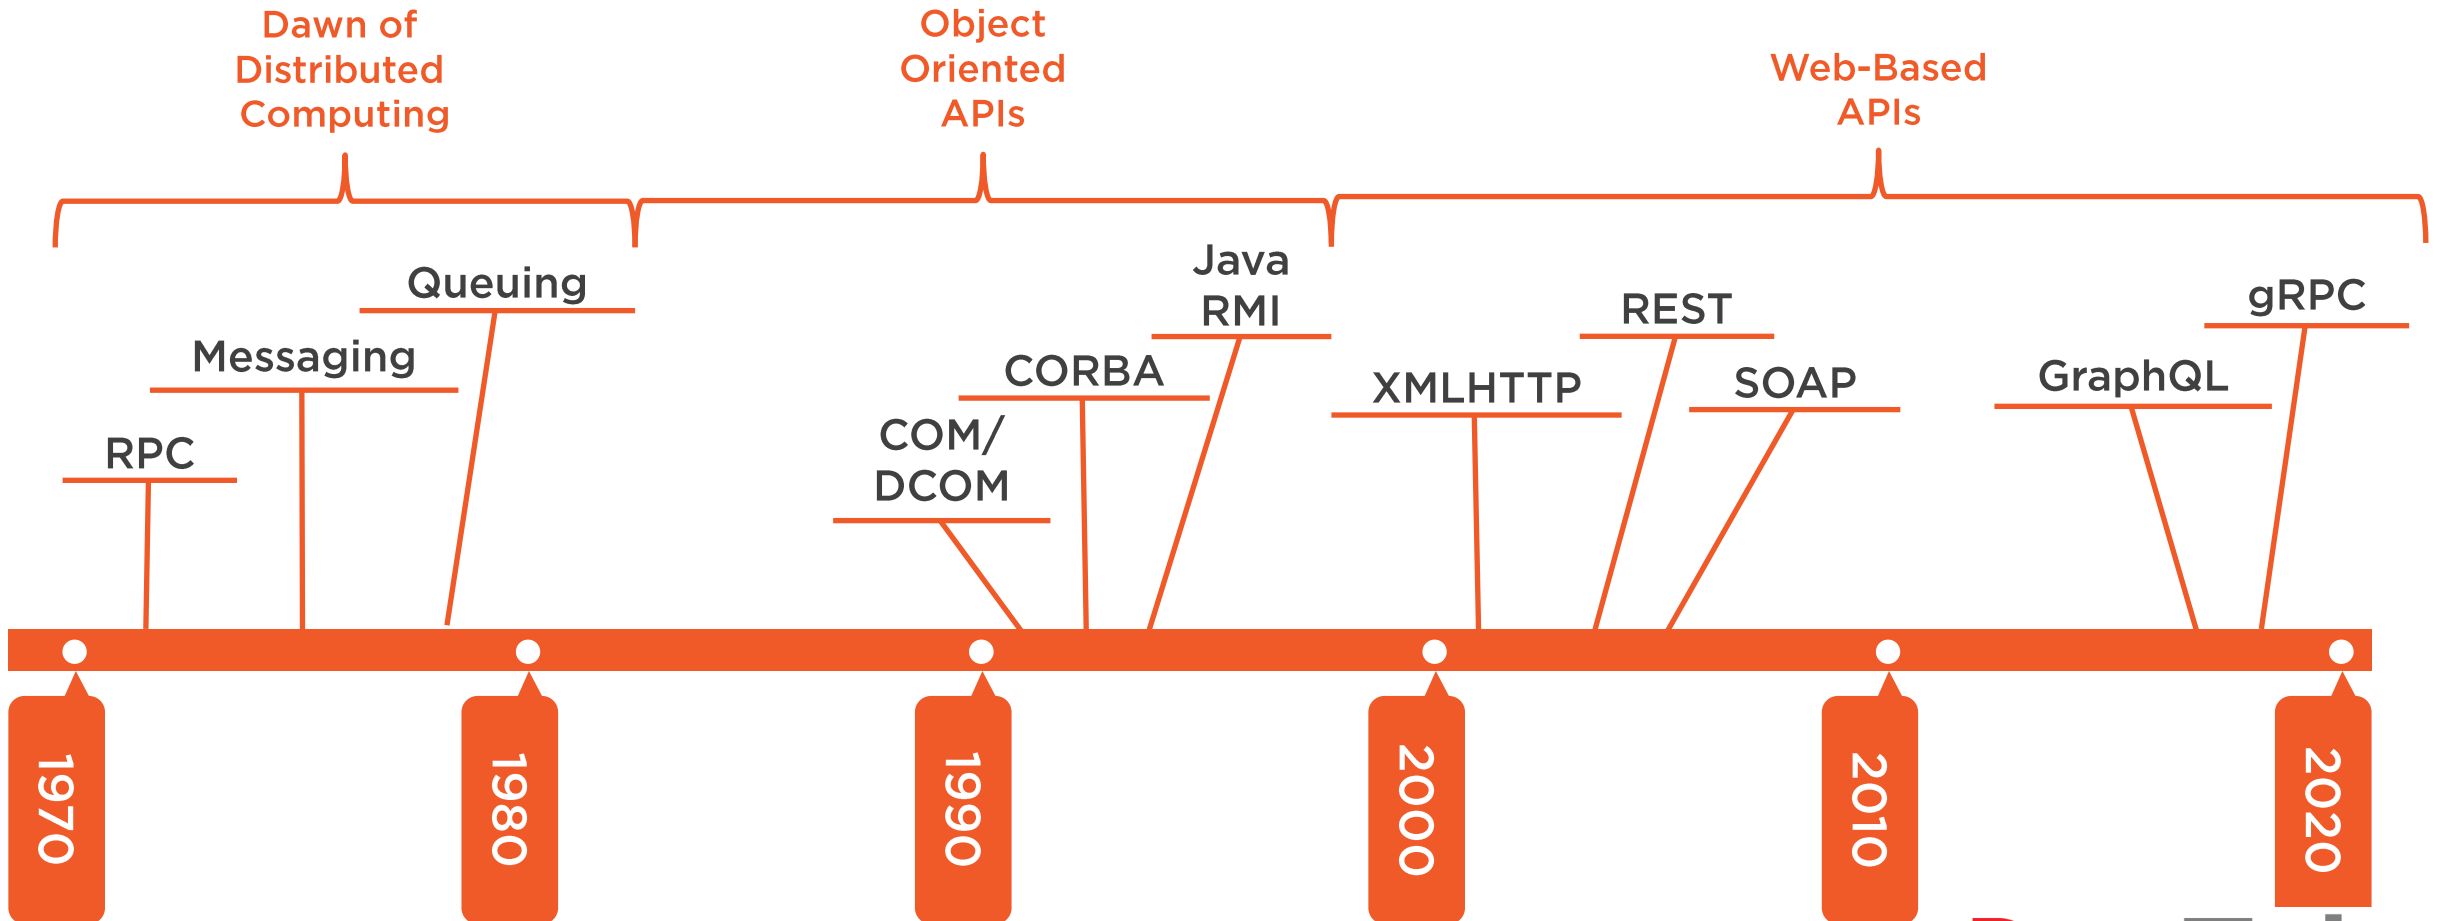 Dawn of
Distributed
Computing
Object
Oriented
APIs
Web-Based
APIs
RPC
Messaging
Queuing
COM/
DCOM
CORBA
Java
RMI
XMLHTTP
REST
SOAP
GraphQL
gRPC
1970
1980
1990
2000
2010
2020